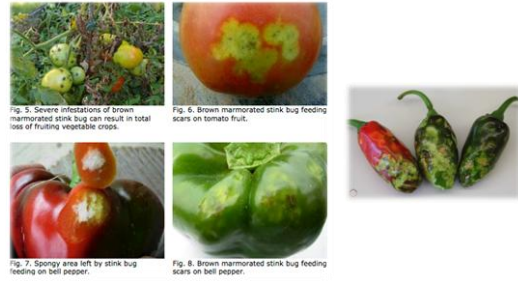 Fig. 5. Severe infestations of brown
marmorated stink bug can result in total
loss of fruiting vegetable crops.
Fig. 6. Brown marmorated stink bug feeding
scars on tomato fruit.
Fig. 7. Spongy area left by stink bug
feeding on bell pepper.
Fig. 8. Brown marmorated stink bug feeding
scars on bell pepper.